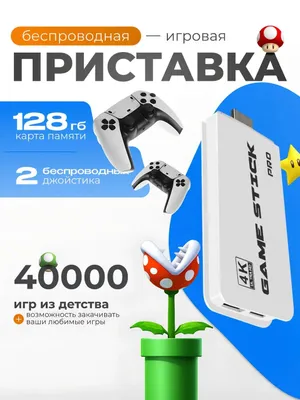 беспроводная — игровая
ПРИСТАВКА
128 гб
карта памяти
2 беспроводных
джойстика
4K
GAME STICK
PRO
40000
игр из детства
+ возможность закачивать
ваши любимые игры